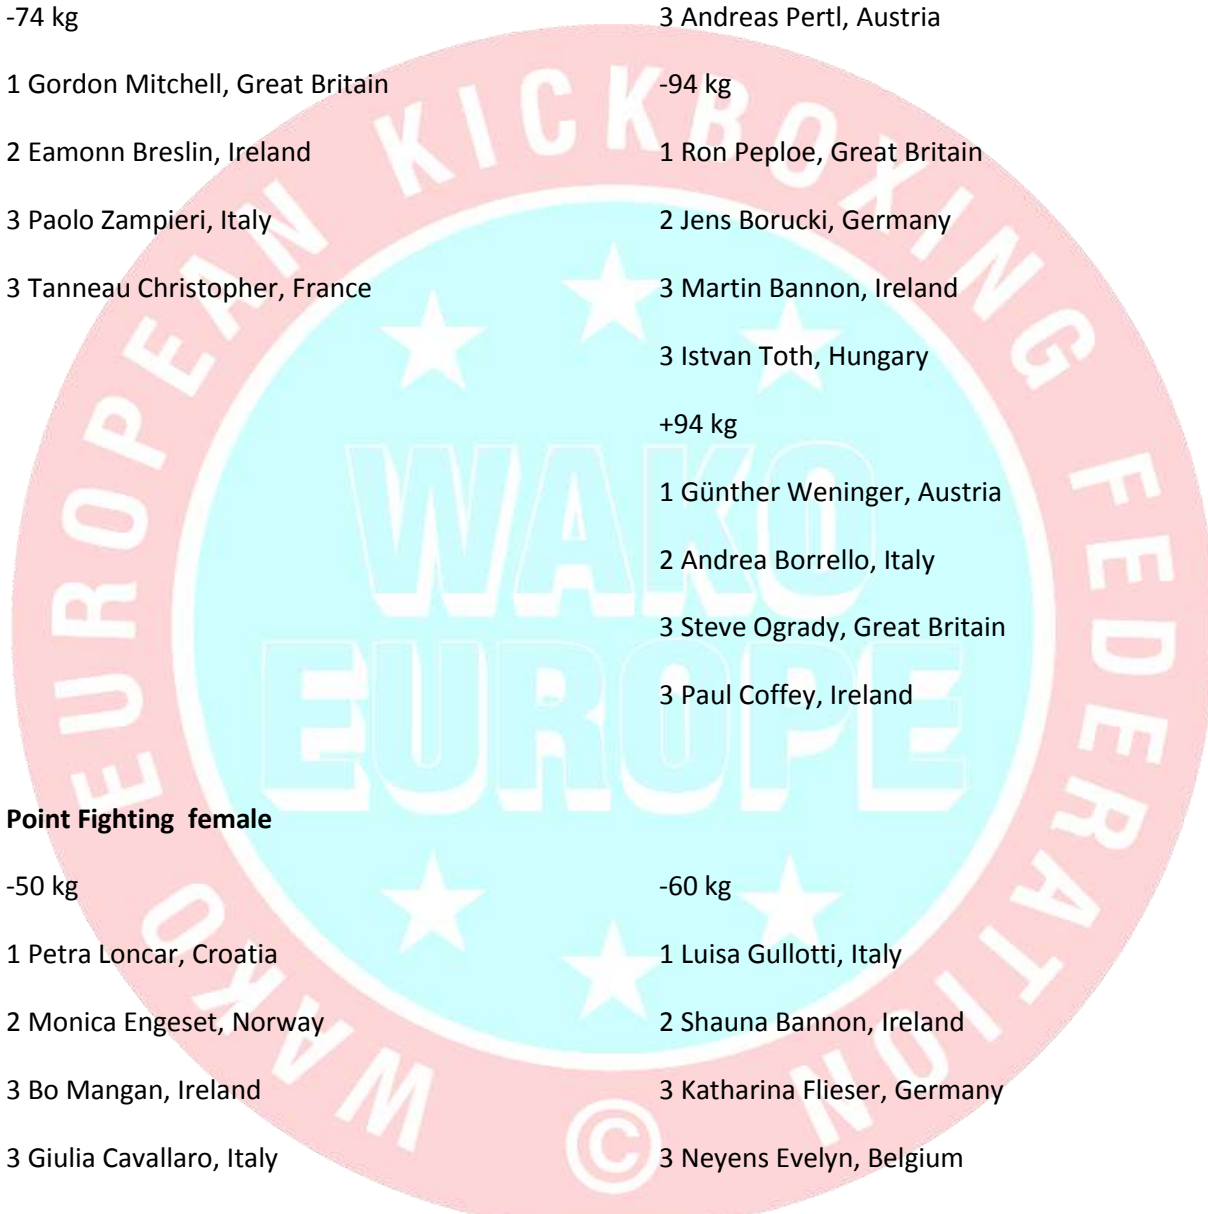 -74 kg
1 Gordon Mitchell, Great Britain
2 Eamonn Breslin, Ireland
3 Paolo Zampieri, Italy
3 Tanneau Christopher, France
3 Andreas Pertl, Austria
-94 kg
1 Ron Peploe, Great Britain
2 Jens Borucki, Germany
3 Martin Bannon, Ireland
3 Istvan Toth, Hungary
+94 kg
1 Günther Weninger, Austria
2 Andrea Borrello, Italy
3 Steve Ogrady, Great Britain
3 Paul Coffey, Ireland
Point Fighting  female
-50 kg
1 Petra Loncar, Croatia
2 Monica Engeset, Norway
3 Bo Mangan, Ireland
3 Giulia Cavallaro, Italy
-60 kg
1 Luisa Gullotti, Italy
2 Shauna Bannon, Ireland
3 Katharina Flieser, Germany
3 Neyens Evelyn, Belgium
WAKO EUROPEAN KICKBOXING FEDERATION ©
WAKO
EUROPE